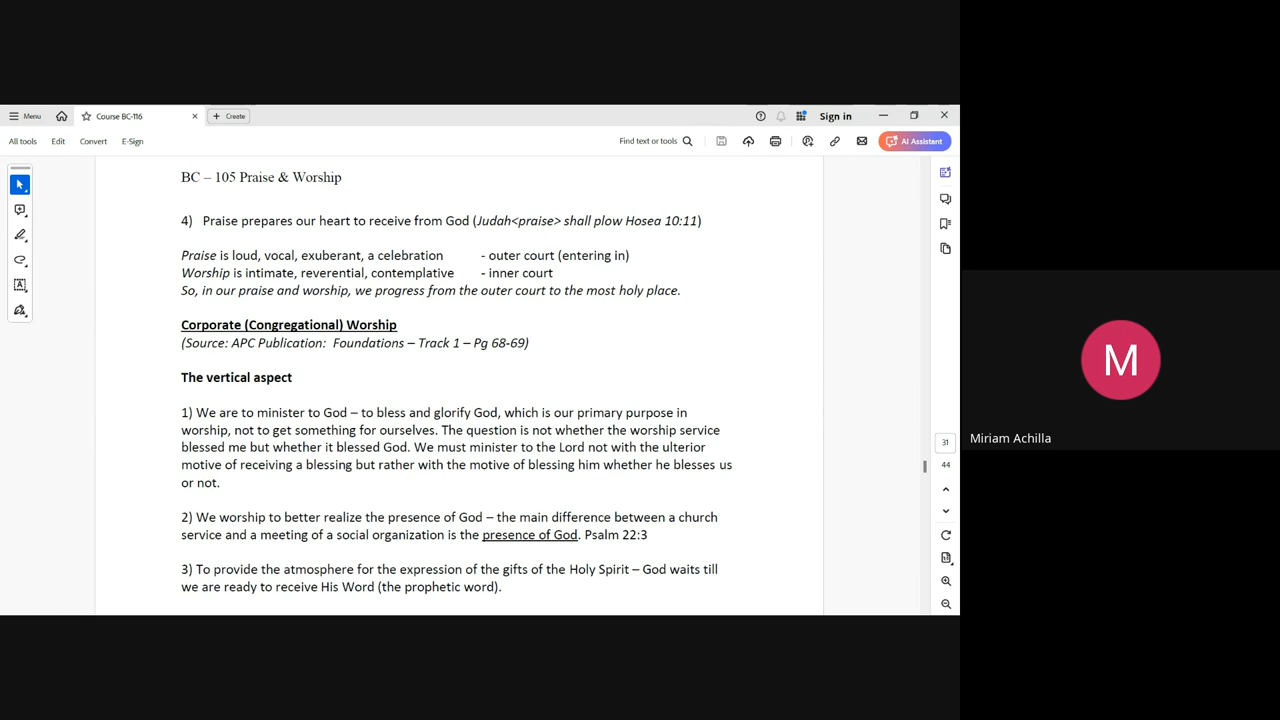 Menu
Course BC-116
Create
Sign in
All tools
Edit
Convert
E-Sign
Find text or tools
AI Assistant
BC – 105 Praise & Worship
4) Praise prepares our heart to receive from God (Judah<praise> shall plow Hosea 10:11)
Praise is loud, vocal, exuberant, a celebration - outer court (entering in)
Worship is intimate, reverential, contemplative - inner court
So, in our praise and worship, we progress from the outer court to the most holy place.
Corporate (Congregational) Worship
(Source: APC Publication: Foundations – Track 1 – Pg 68-69)
The vertical aspect
1) We are to minister to God – to bless and glorify God, which is our primary purpose in
worship, not to get something for ourselves. The question is not whether the worship service
blessed me but whether it blessed God. We must minister to the Lord not with the ulterior
motive of receiving a blessing but rather with the motive of blessing him whether he blesses us
or not.
2) We worship to better realize the presence of God – the main difference between a church
service and a meeting of a social organization is the presence of God. Psalm 22:3
3) To provide the atmosphere for the expression of the gifts of the Holy Spirit – God waits till
we are ready to receive His Word (the prophetic word).
31
44
M
Miriam Achilla